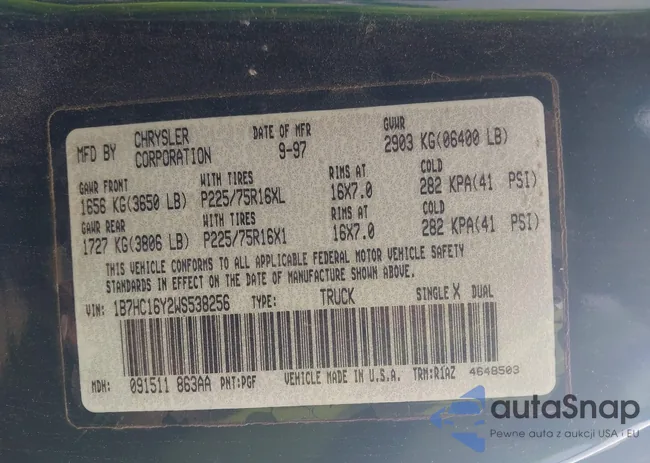 MFD BY CHRYSLER CORPORATION DATE OF MFR 9-97 GVWR 2903 KG(06400 LB)
GAWR FRONT WITH TIRES RIMS AT COLD
1656 KG(3650 LB) P225/75R16XL 16X7.0 282 KPA(41 PSI)
GAWR REAR WITH TIRES RIMS AT COLD
1727 KG(3806 LB) P225/75R16X1 16X7.0 282 KPA(41 PSI)
THIS VEHICLE CONFORMS TO ALL APPLICABLE FEDERAL MOTOR VEHICLE SAFETY
STANDARDS IN EFFECT ON THE DATE OF MANUFACTURE SHOWN ABOVE.
VIN: 1B7HC16Y2WS538256 TYPE: TRUCK SINGLE X DUAL
MDH: 091511 863AA PNT:PGF VEHICLE MADE IN U.S.A. TRM:R1AZ 4648503
autaSnap
Pewne auta z aukcji USA i EU